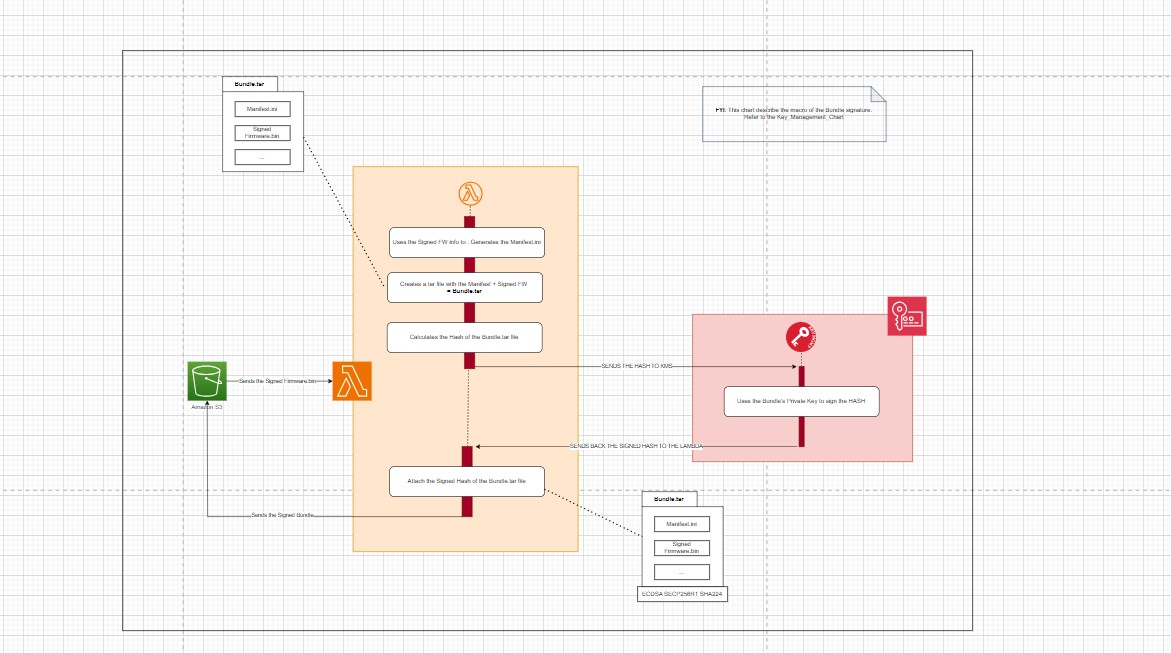 Bundle.tar
Manifest.ini
Signed
Firmware.bin
...
FYI: This chart describe the macro of the Bundle signature.
Refer to the Key_Management_Chart
Uses the Signed FW info to : Generates the Manifest.ini
Creates a tar file with the Manifest + Signed FW
= Bundle.tar
Calculates the Hash of the Bundle.tar file
SENDS THE HASH TO KMS
Sends the Signed Firmware.bin
Amazon S3
Uses the Bundle's Private Key to sign the HASH
SENDS BACK THE SIGNED HASH TO THE LAMBDA
Attach the Signed Hash of the Bundle.tar file
Sends the Signed Bundle
Bundle.tar
Manifest.ini
Signed
Firmware.bin
...
ECDSA SECP256R1 SHA224